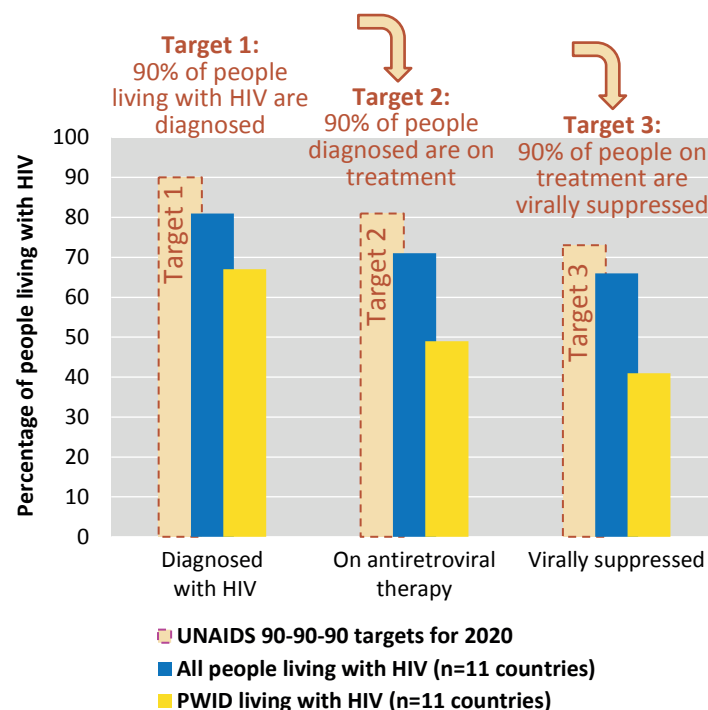 Target 1:
90% of people
living with HIV are
diagnosed
Target 2:
90% of people
diagnosed are on
treatment
Target 3:
90% of people on
treatment are
virally suppressed
Percentage of people living with HIV
100
90
80
70
60
50
40
30
20
10
0
Target 1
Target 2
Target 3
Diagnosed
with HIV
On antiretroviral
therapy
Virally suppressed
UNAIDS 90-90-90 targets for 2020
All people living with HIV (n=11 countries)
PWID living with HIV (n=11 countries)